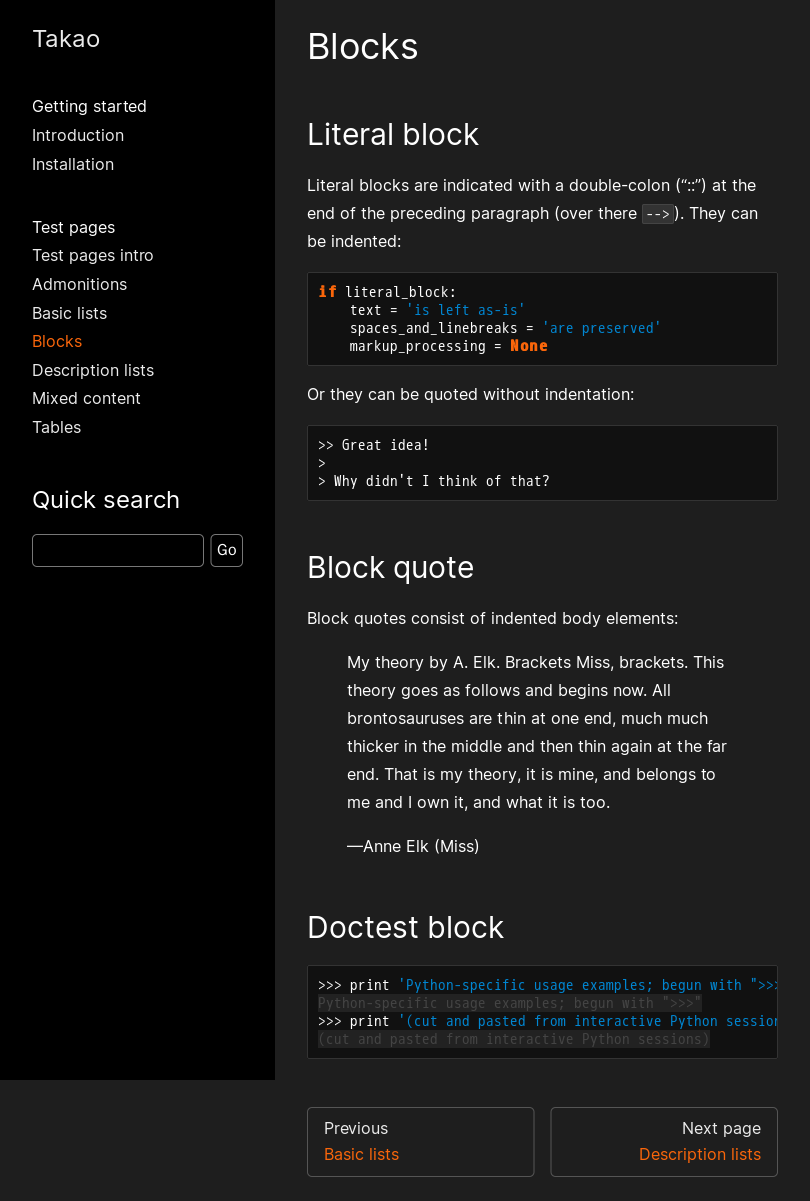 Takao
Getting started
Introduction
Installation
Test pages
Test pages intro
Admonitions
Basic lists
Blocks
Description lists
Mixed content
Tables
Quick search
Go
Blocks
Literal block
Literal blocks are indicated with a double-colon (“::”) at the
end of the preceding paragraph (over there -->). They can
be indented:
if literal_block:
    text = 'is left as-is'
    spaces_and_linebreaks = 'are preserved'
    markup_processing = None
Or they can be quoted without indentation:
>> Great idea!
>
> Why didn't I think of that?
Block quote
Block quotes consist of indented body elements:
My theory by A. Elk. Brackets Miss, brackets. This
theory goes as follows and begins now. All
brontosauruses are thin at one end, much much
thicker in the middle and then thin again at the far
end. That is my theory, it is mine, and belongs to
me and I own it, and what it is too.
—Anne Elk (Miss)
Doctest block
>>> print 'Python-specific usage examples; begun with ">>>
Python-specific usage examples; begun with ">>>"
>>> print '(cut and pasted from interactive Python session
(cut and pasted from interactive Python sessions)
Previous
Basic lists
Next page
Description lists